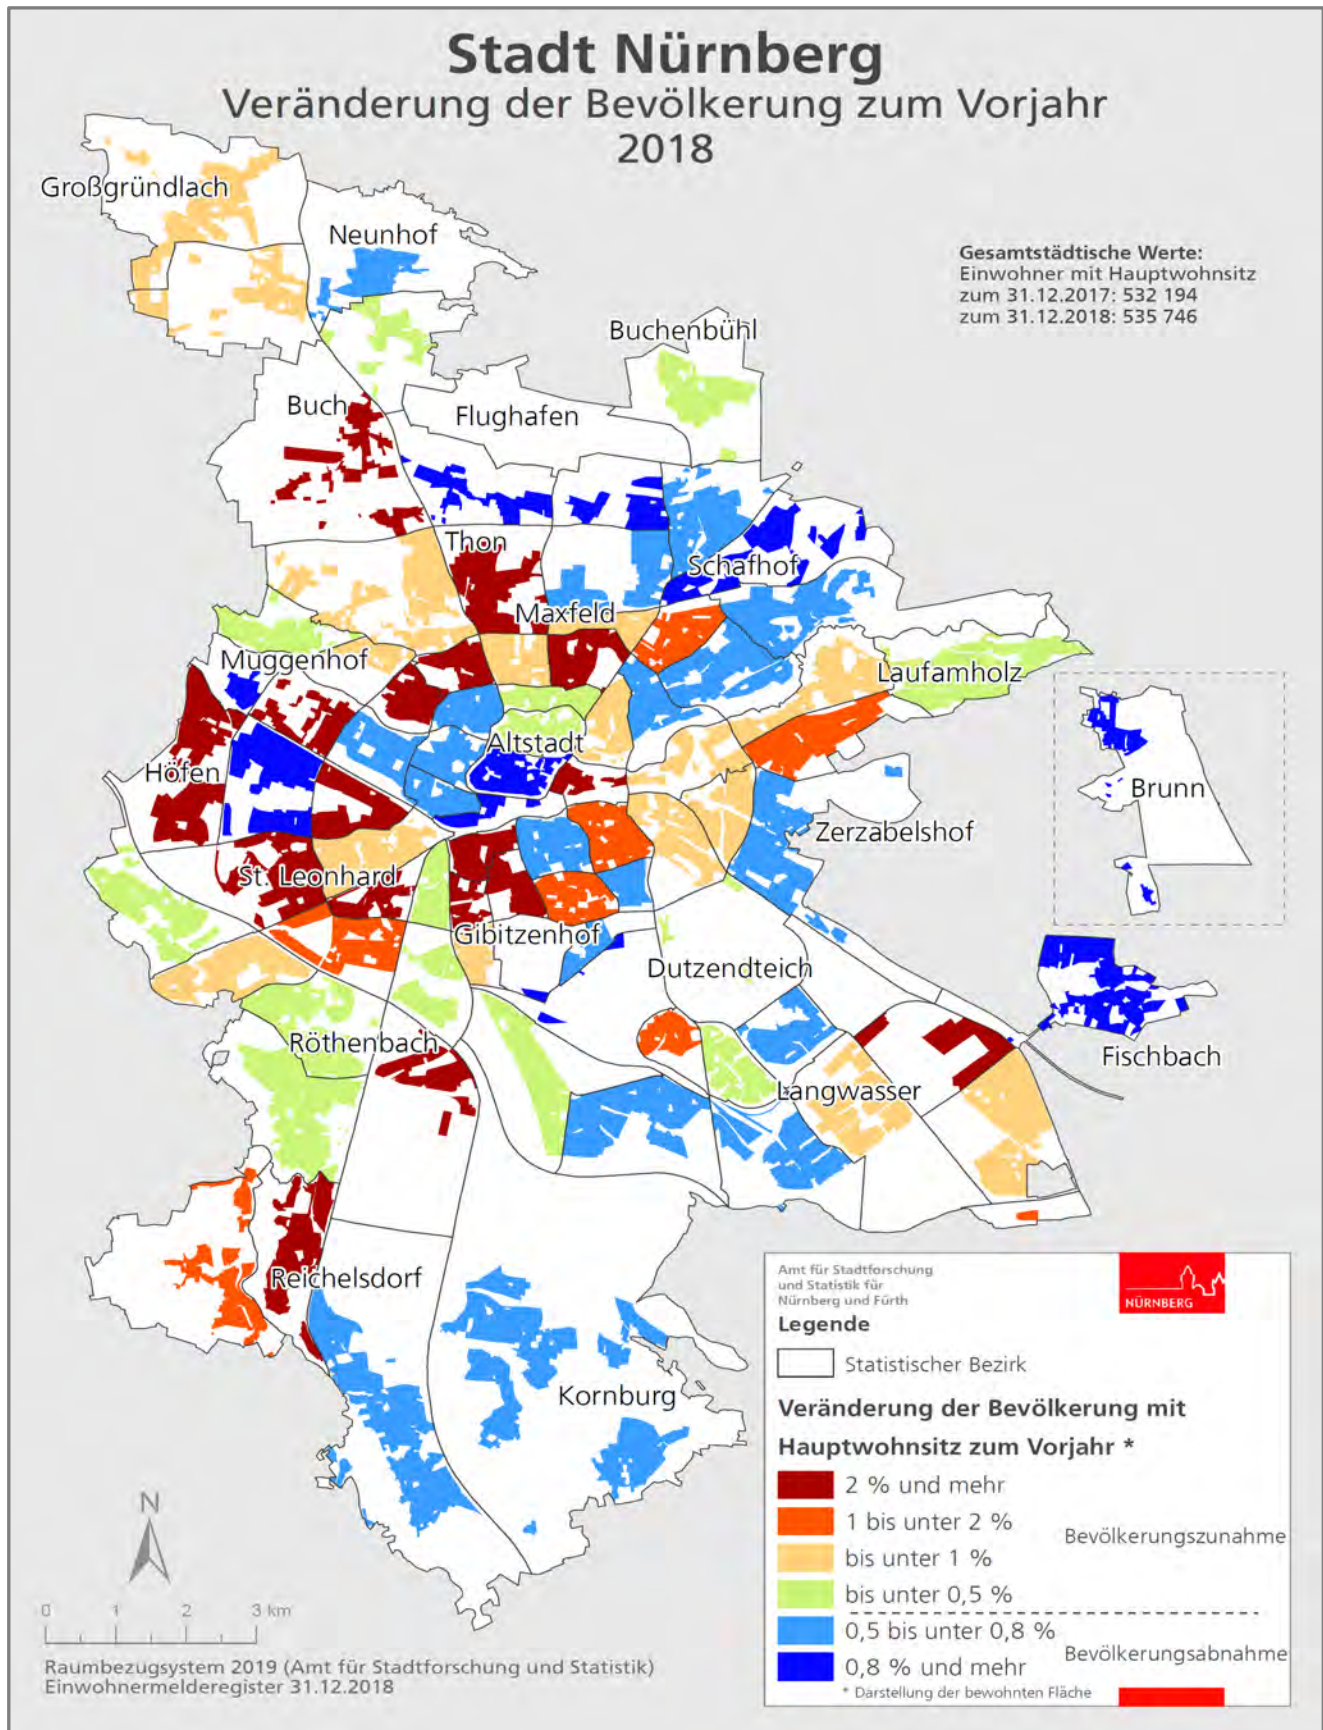 Stadt Nürnberg
Veränderung der Bevölkerung zum Vorjahr
2018
Großgründlach
Neunhof
Gesamtstädtische Werte:
Einwohner mit Hauptwohnsitz
zum 31.12.2017: 532 194
zum 31.12.2018: 535 746
Buchenbühl
Buch
Flughafen
Thon
Schafhof
Maxfeld
Muggenhof
Laufamholz
Altstadt
Höfen
Brunn
Zerzabelshof
St. Leonhard
Gibitzenhof
Dutzendteich
Röthenbach
Fischbach
Langwasser
Reichelsdorf
Kornburg
Amt für Stadtforschung
und Statistik für
Nürnberg und Fürth
NÜRNBERG
Legende
Statistischer Bezirk
Veränderung der Bevölkerung mit
Hauptwohnsitz zum Vorjahr *
2 % und mehr
1 bis unter 2 %
Bevölkerungszunahme
bis unter 1 %
bis unter 0,5 %
0,5 bis unter 0,8 %
Bevölkerungsabnahme
0,8 % und mehr
* Darstellung der bewohnten Fläche
N
0 1 2 3 km
Raumbezugsystem 2019 (Amt für Stadtforschung und Statistik)
Einwohnermelderegister 31.12.2018